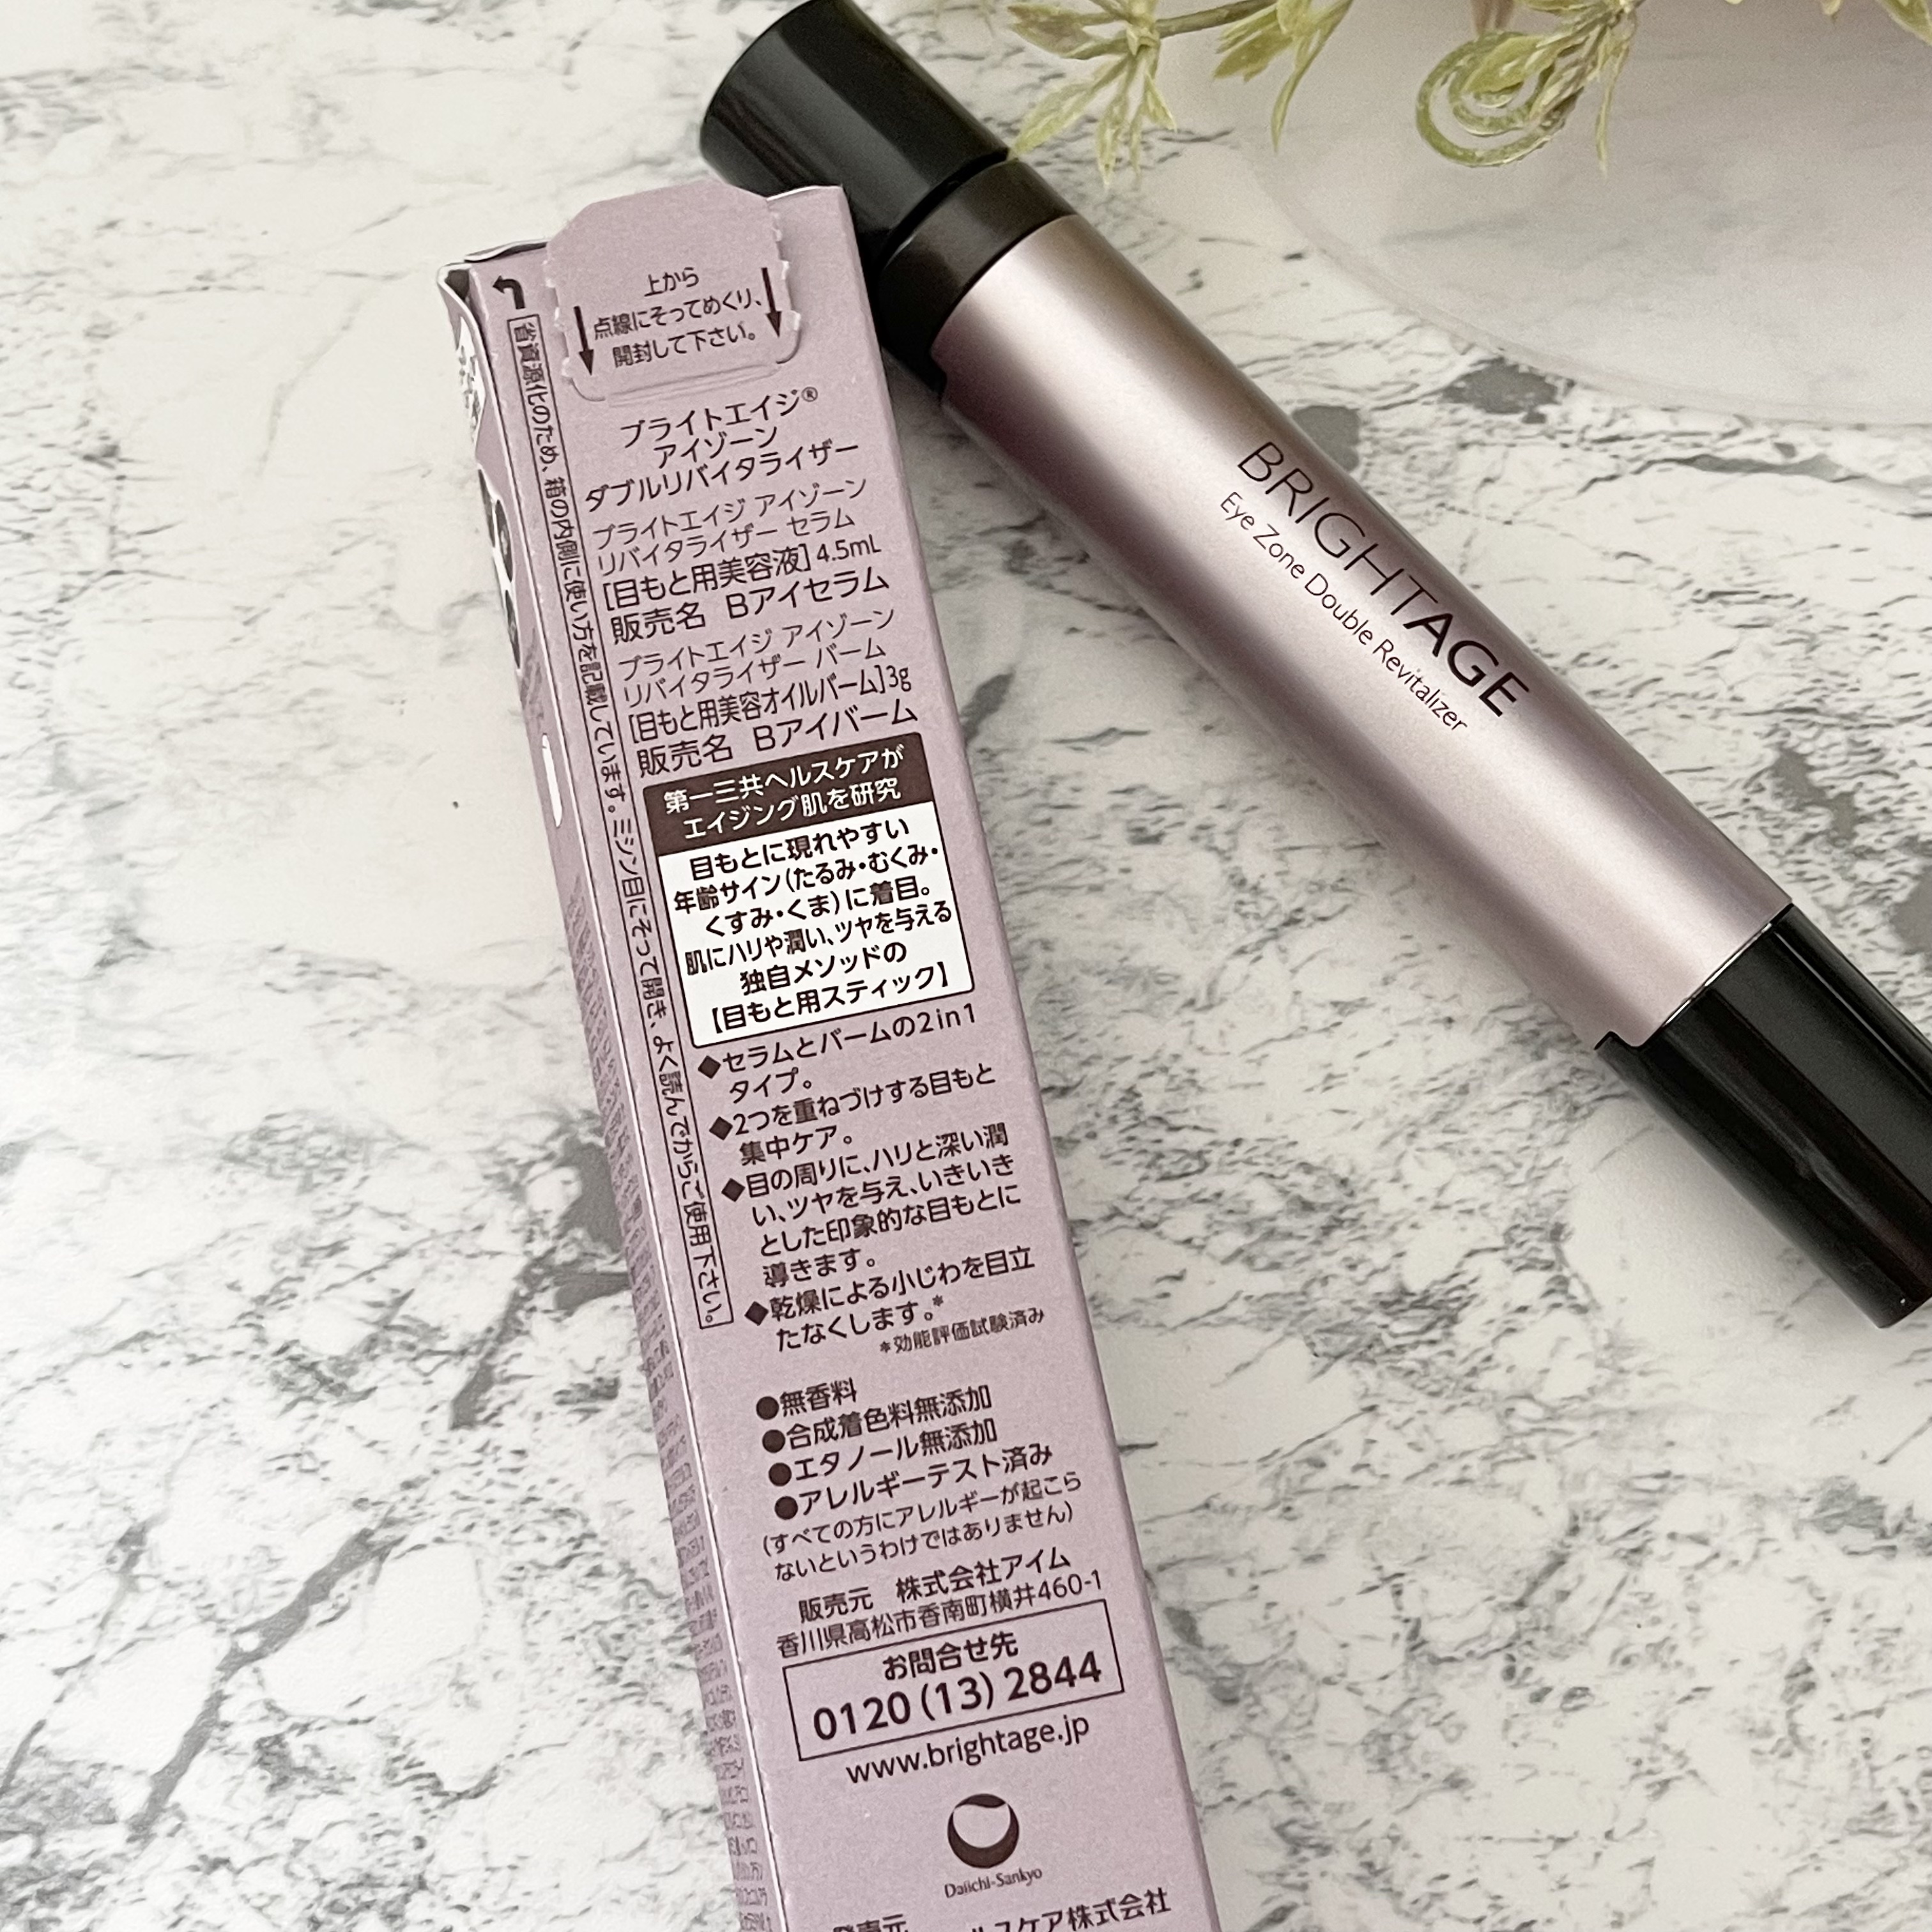 上から
点線にそってめくり、
開封して下さい。
省資源化のため、箱の内側に使い方を記載しています。ミシン目にそって開き、よく読んでからご使用下さい。
ブライトエイジ®
アイゾーン
ダブルリバイタライザー
ブライトエイジ アイゾーン
リバイタライザー セラム
[目もと用美容液] 4.5mL
販売名 Bアイセラム
ブライトエイジ アイゾーン
リバイタライザー バーム
[目もと用美容オイルバーム]3g
販売名 Bアイバーム
第一三共ヘルスケアが
エイジング肌を研究
目もとに現れやすい
年齢サイン(たるみ・むくみ・
くすみ・くま)に着目。
肌にハリや潤い、ツヤを与える
独自メソッドの
【目もと用スティック】
◆セラムとバームの2in1
タイプ。
◆2つを重ねづけする目もと
集中ケア。
◆目の周りに、ハリと深い潤
い、ツヤを与え、いきいき
とした印象的な目もとに
導きます。
◆乾燥による小じわを目立
たなくします。*
*効能評価試験済み
●無香料
●合成着色料無添加
●エタノール無添加
●アレルギーテスト済み
(すべての方にアレルギーが起こら
ないというわけではありません)
販売元 株式会社アイム
香川県高松市香南町横井460-1
お問合せ先
0120(13)2844
www.brightage.jp
Daiichi-Sankyo
ルスケア株式会社
BRIGHTAGE
Eye Zone Double Revitalizer